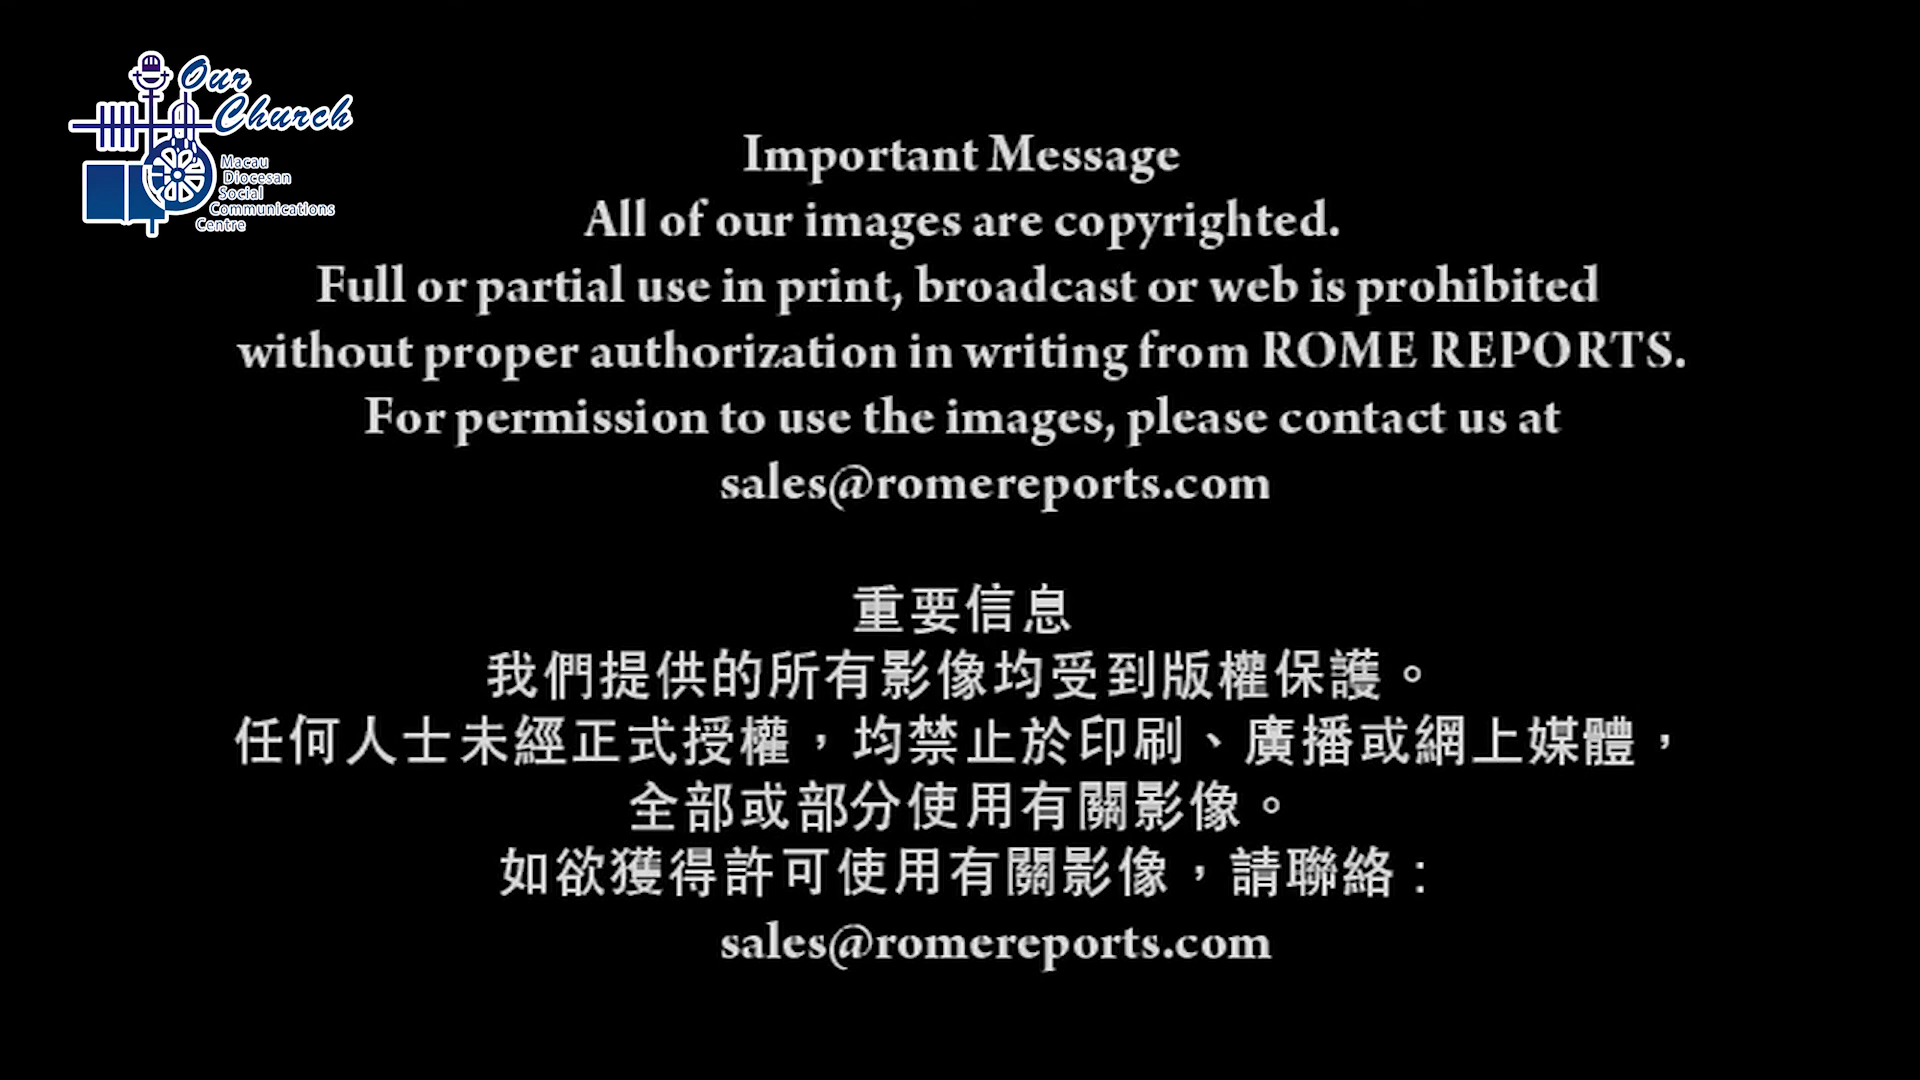 Our
Church
Macau
Diocesan
Social
Communications
Centre
Important Message
All of our images are copyrighted.
Full or partial use in print, broadcast or web is prohibited
without proper authorization in writing from ROME REPORTS.
For permission to use the images, please contact us at
sales@romereports.com
重要信息
我們提供的所有影像均受到版權保護。
任何人士未經正式授權，均禁止於印刷、廣播或網上媒體，
全部或部分使用有關影像。
如欲獲得許可使用有關影像，請聯絡：
sales@romereports.com